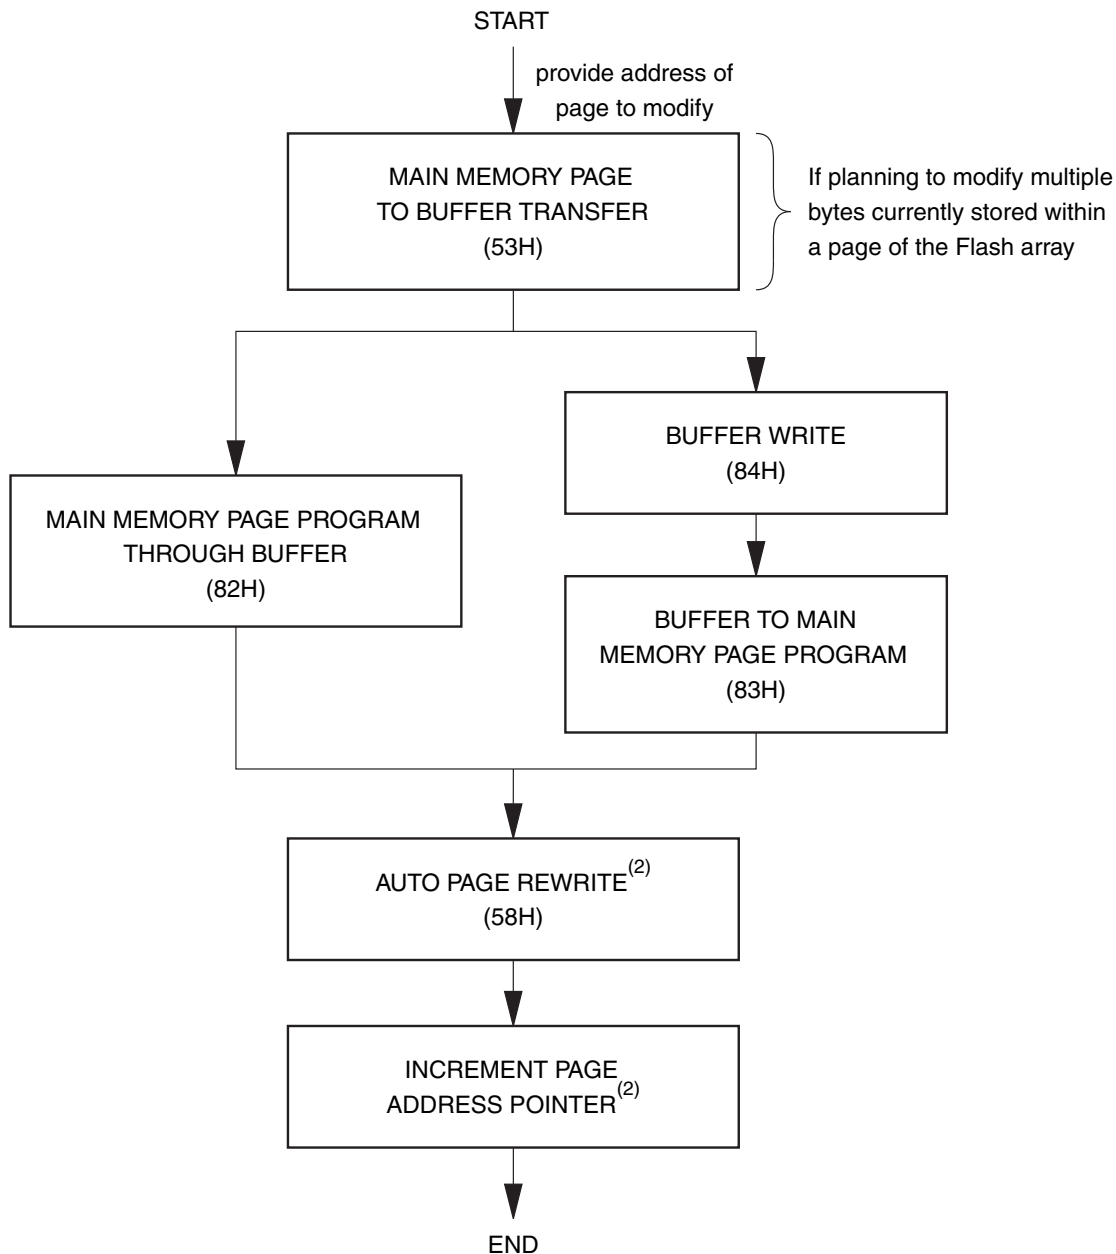 START
provide address of
page to modify
MAIN MEMORY PAGE
TO BUFFER TRANSFER
(53H)
If planning to modify multiple
bytes currently stored within
a page of the Flash array
BUFFER WRITE
(84H)
MAIN MEMORY PAGE PROGRAM
THROUGH BUFFER
(82H)
BUFFER TO MAIN
MEMORY PAGE PROGRAM
(83H)
AUTO PAGE REWRITE(2)
(58H)
INCREMENT PAGE
ADDRESS POINTER(2)
END